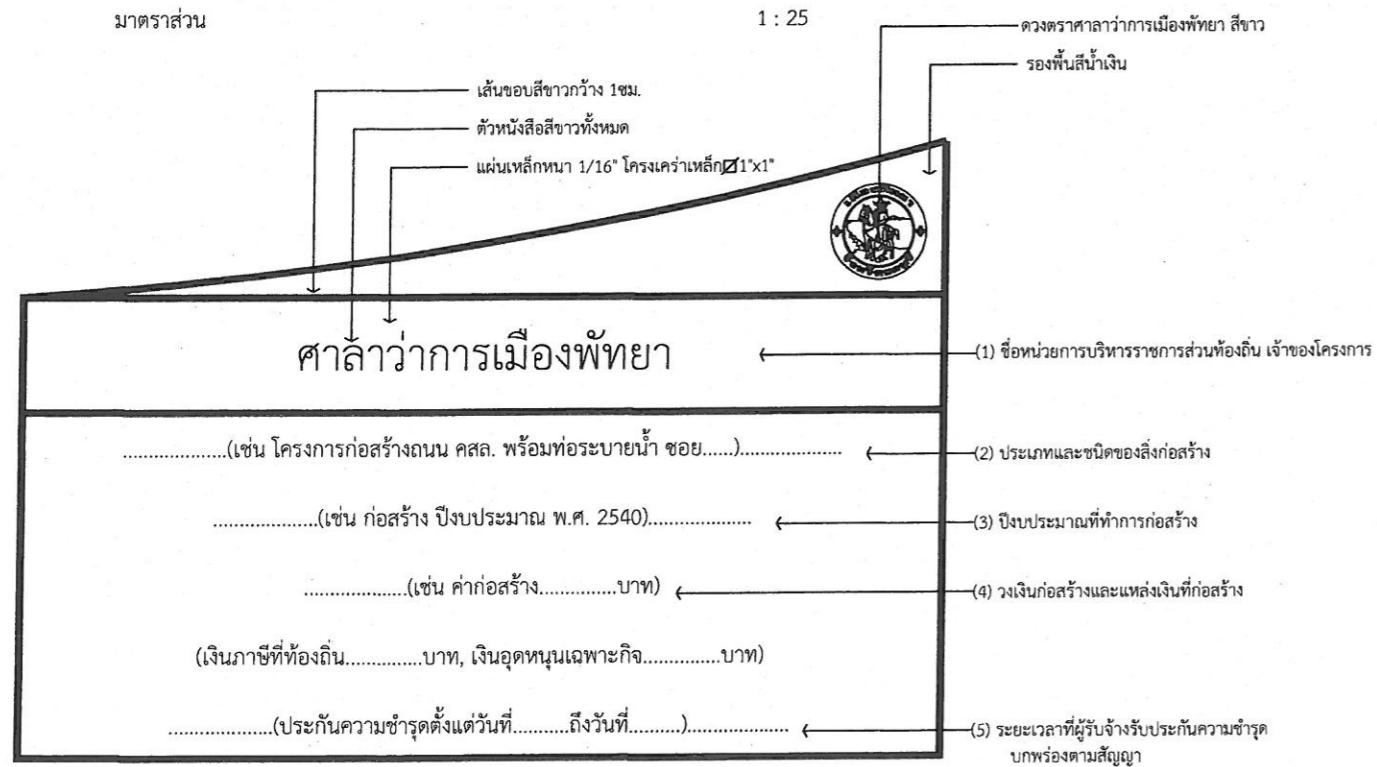 มาตราส่วน 1 : 25
ดวงตราศาลาว่าการเมืองพัทยา สีขาว
รองพื้นสีน้ำเงิน
เส้นขอบสีขาวกว้าง 1ซม.
ตัวหนังสือสีขาวทั้งหมด
แผ่นเหล็กหนา 1/16" โครงเคร่าเหล็ก 1"x1"
ศาลาว่าการเมืองพัทยา
(1) ชื่อหน่วยการบริหารราชการส่วนท้องถิ่น เจ้าของโครงการ
....................(เช่น โครงการก่อสร้างถนน คสล. พร้อมท่อระบายน้ำ ซอย......)....................
(2) ประเภทและชนิดของสิ่งก่อสร้าง
....................(เช่น ก่อสร้าง ปีงบประมาณ พ.ศ. 2540)....................
(3) ปีงบประมาณที่ทำการก่อสร้าง
....................(เช่น ค่าก่อสร้าง...............บาท)
(4) วงเงินก่อสร้างและแหล่งเงินที่ก่อสร้าง
(เงินภาษีที่ท้องถิ่น...............บาท, เงินอุดหนุนเฉพาะกิจ...............บาท)
....................(ประกันความชำรุดตั้งแต่วันที่...........ถึงวันที่..........)....................
(5) ระยะเวลาที่ผู้รับจ้างรับประกันความชำรุด
บกพร่องตามสัญญา